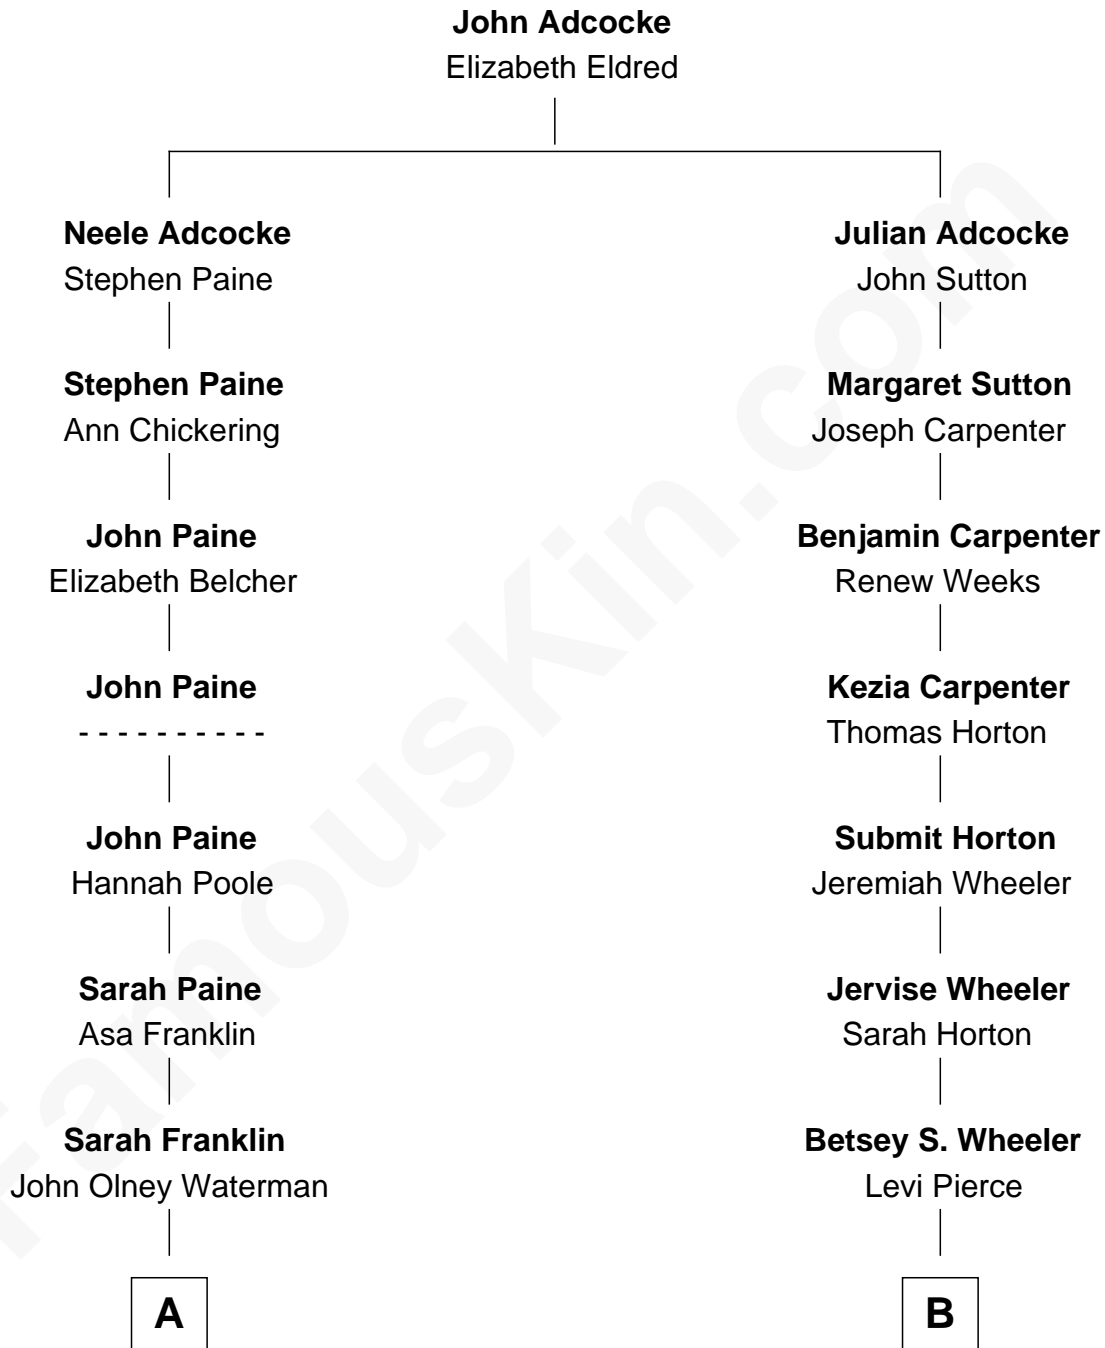 John Adcocke
Elizabeth Eldred
Neele Adcocke
Stephen Paine
Julian Adcocke
John Sutton
Stephen Paine
Ann Chickering
Margaret Sutton
Joseph Carpenter
John Paine
Elizabeth Belcher
Benjamin Carpenter
Renew Weeks
John Paine
- - - - - - - - - -
Kezia Carpenter
Thomas Horton
John Paine
Hannah Poole
Submit Horton
Jeremiah Wheeler
Sarah Paine
Asa Franklin
Jervise Wheeler
Sarah Horton
Sarah Franklin
John Olney Waterman
Betsey S. Wheeler
Levi Pierce
A
B
FamousKin.com